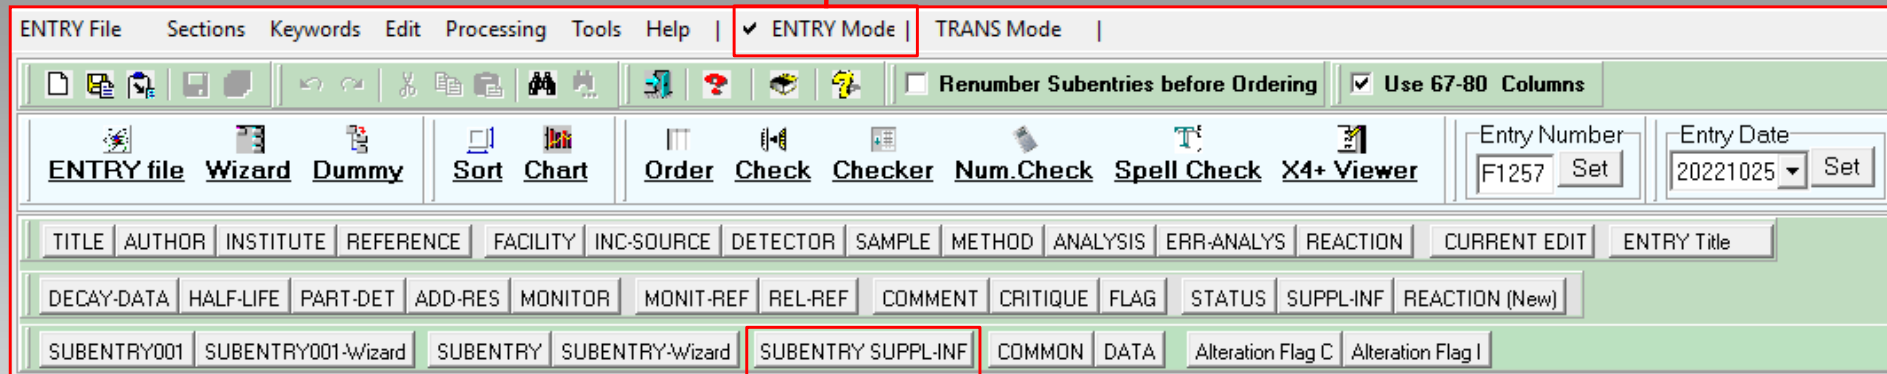 ENTRY File Sections Keywords Edit Processing Tools Help | ✔ ENTRY Mode | TRANS Mode |
Renumber Subentries before Ordering Use 67-80 Columns
ENTRY file Wizard Dummy Sort Chart Order Check Checker Num.Check Spell Check X4+ Viewer Entry Number F1257 Set Entry Date 20221025 Set
TITLE AUTHOR INSTITUTE REFERENCE FACILITY INC-SOURCE DETECTOR SAMPLE METHOD ANALYSIS ERR-ANALYS REACTION CURRENT EDIT ENTRY Title
DECAY-DATA HALF-LIFE PART-DET ADD-RES MONITOR MONIT-REF REL-REF COMMENT CRITIQUE FLAG STATUS SUPPL-INF REACTION (New)
SUBENTRY001 SUBENTRY001-Wizard SUBENTRY SUBENTRY-Wizard SUBENTRY SUPPL-INF COMMON DATA Alteration Flag C Alteration Flag I